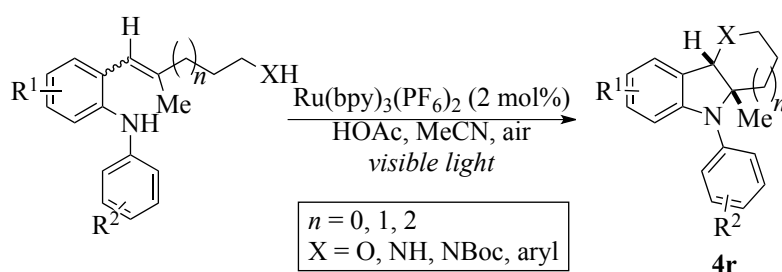 H
R¹
( )n
XH
Me
NH
R²
Ru(bpy)₃(PF₆)₂ (2 mol%)
HOAc, MeCN, air
visible light
n = 0, 1, 2
X = O, NH, NBoc, aryl
X
H
R¹
( )n
N
Me
R²
4r